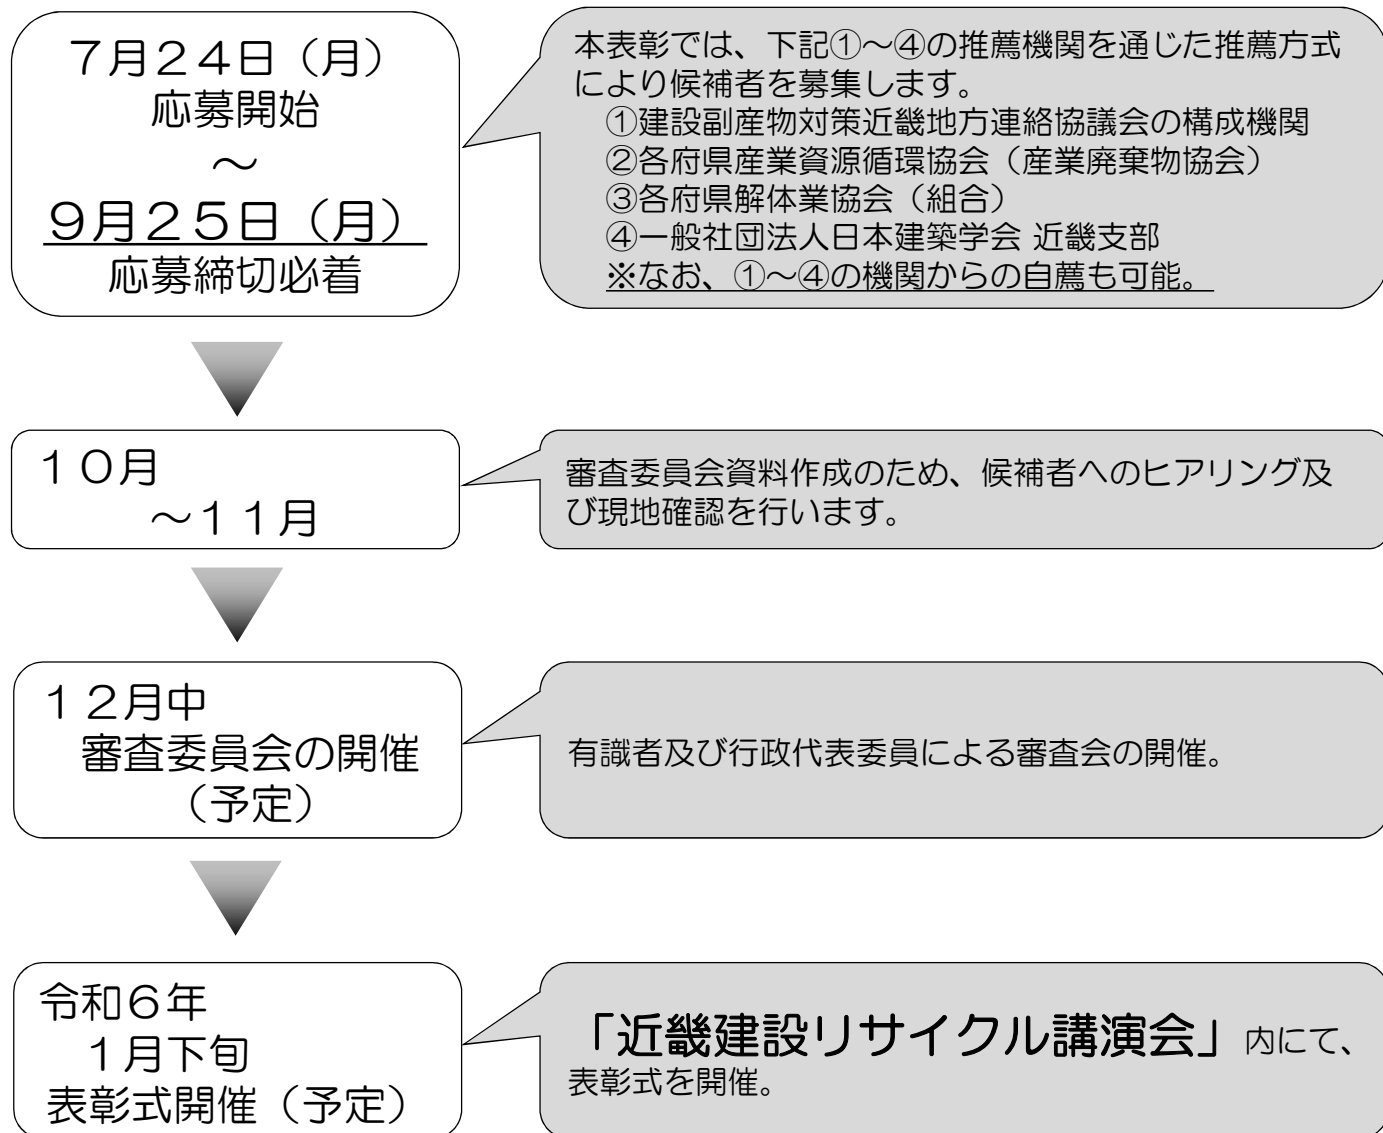 ７月２４日（月）
応募開始
～
９月２５日（月）
応募締切必着
本表彰では、下記①～④の推薦機関を通じた推薦方式
により候補者を募集します。
①建設副産物対策近畿地方連絡協議会の構成機関
②各府県産業資源循環協会（産業廃棄物協会）
③各府県解体業協会（組合）
④一般社団法人日本建築学会 近畿支部
※なお、①～④の機関からの自薦も可能。
１０月
～１１月
審査委員会資料作成のため、候補者へのヒアリング及
び現地確認を行います。
１２月中
審査委員会の開催
（予定）
有識者及び行政代表委員による審査会の開催。
令和６年
１月下旬
表彰式開催（予定）
「近畿建設リサイクル講演会」内にて、
表彰式を開催。